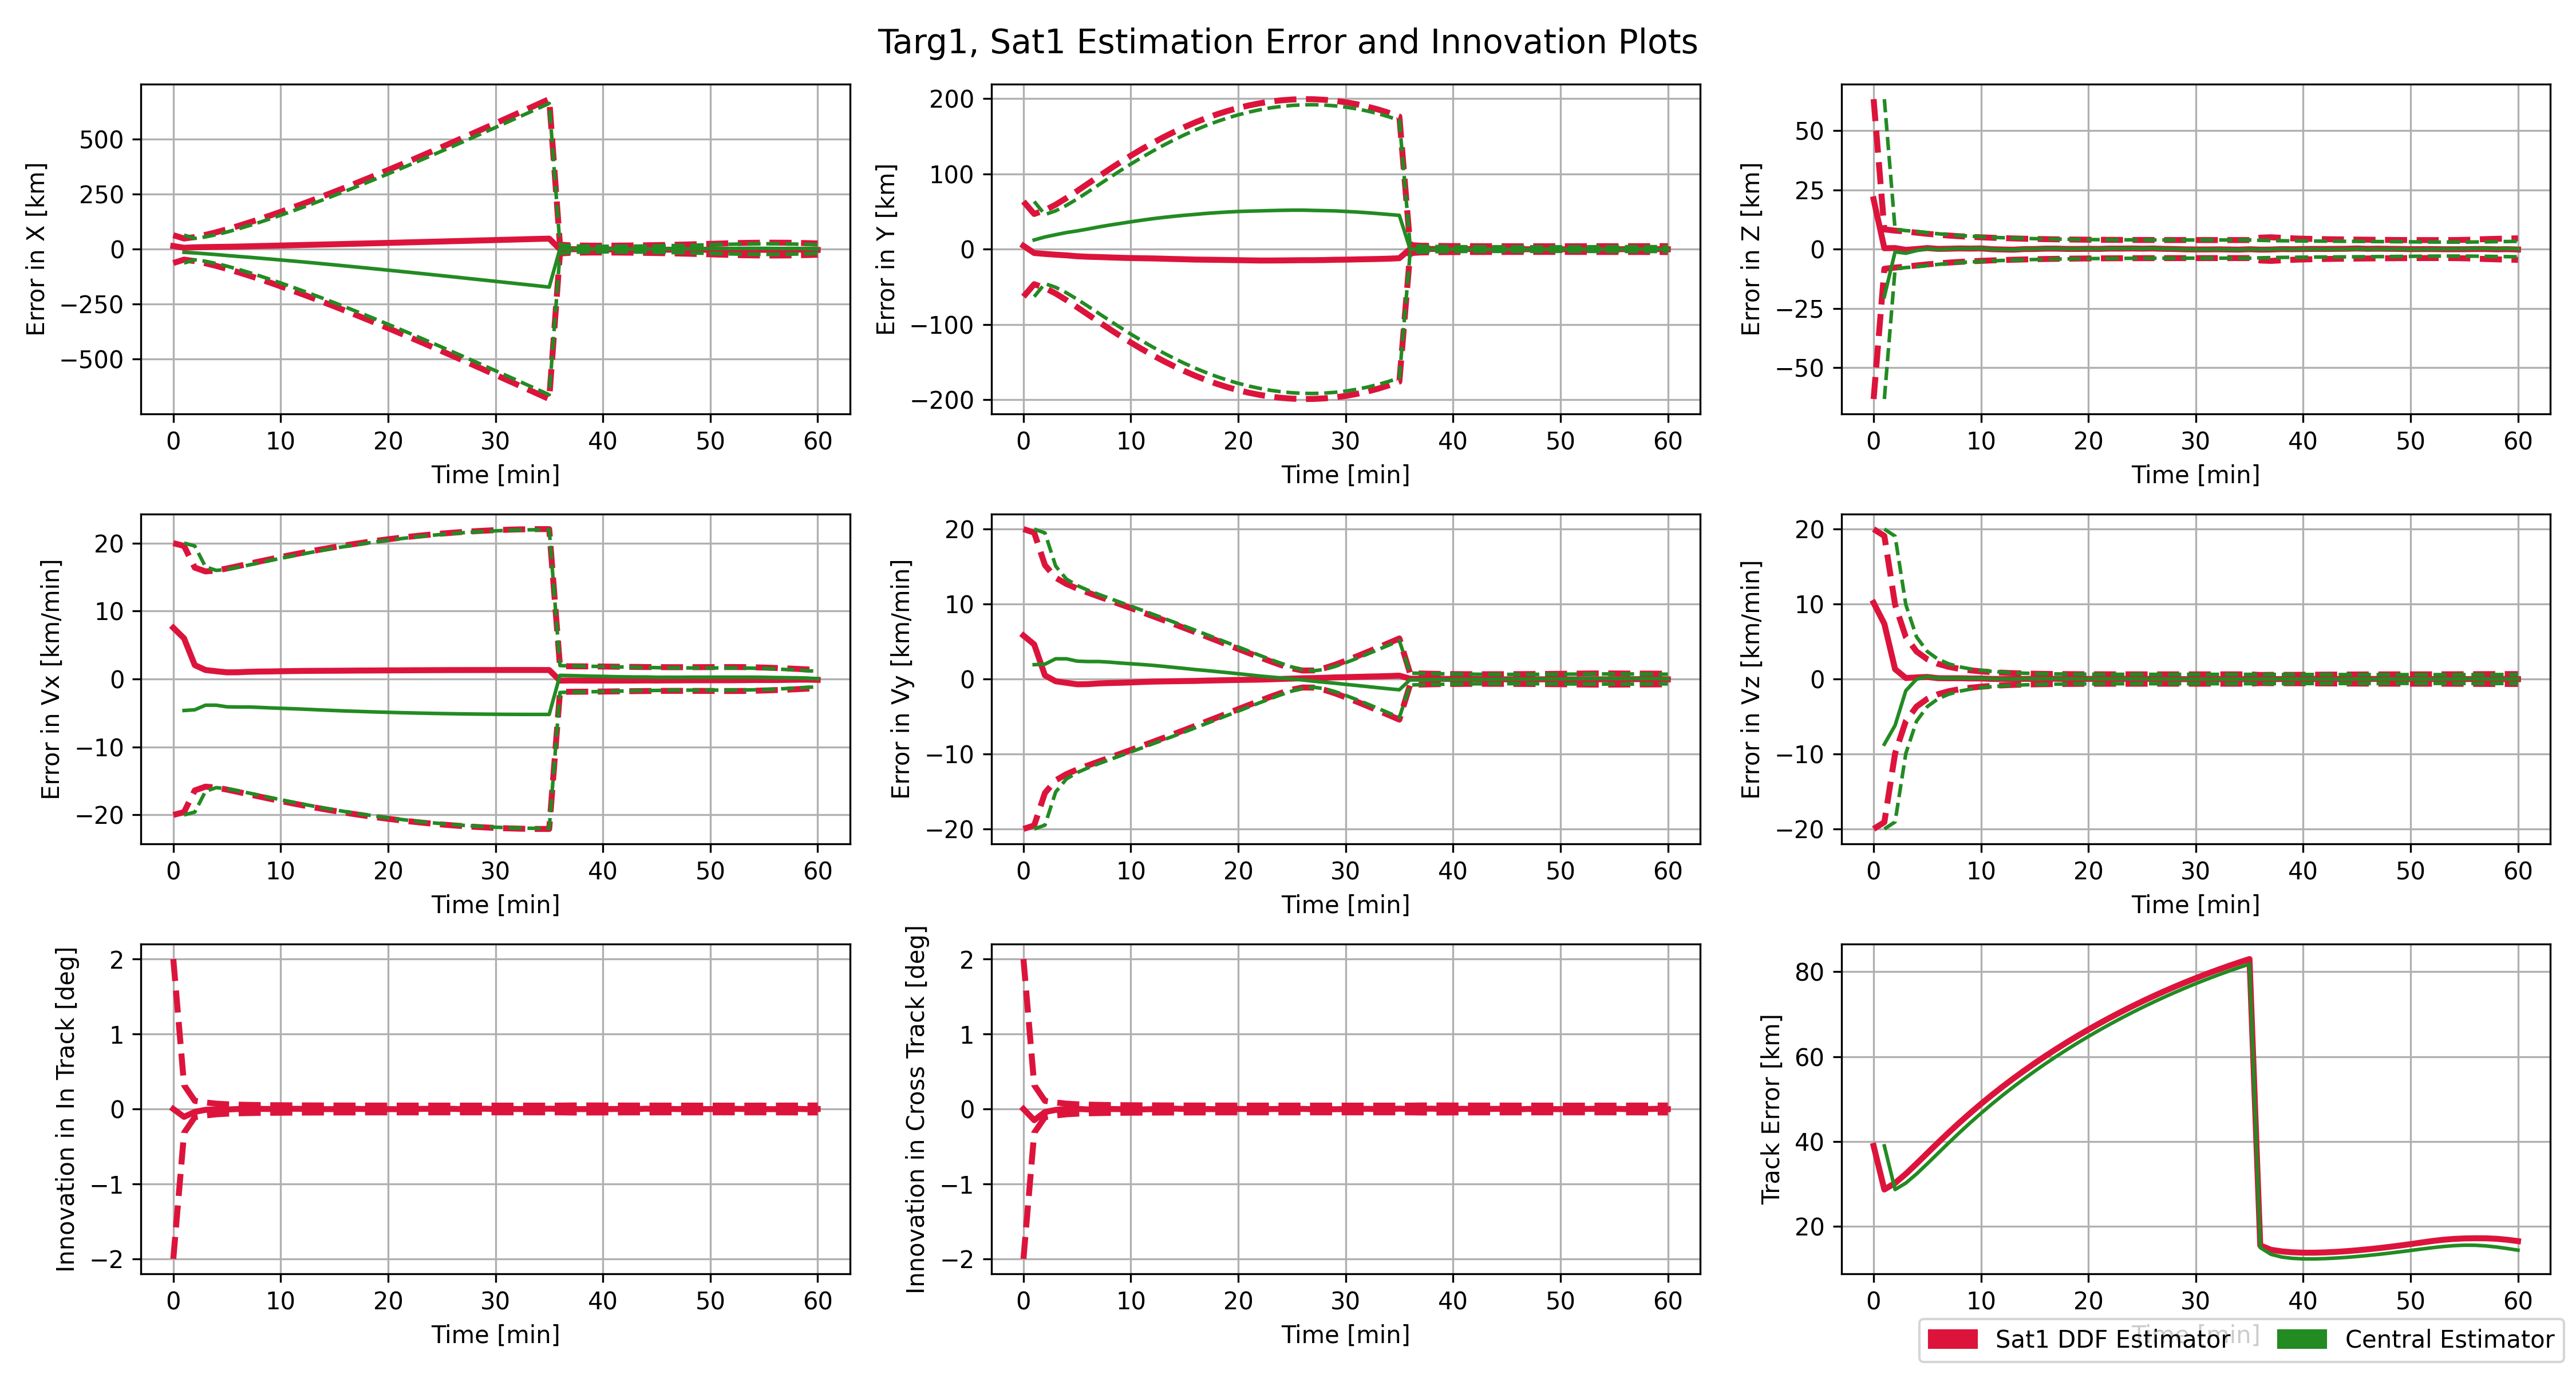 Targ1, Sat1 Estimation Error and Innovation Plots
Error in X [km]
500
250
0
−250
−500
0 10 20 30 40 50 60
Time [min]
Error in Y [km]
200
100
0
−100
−200
0 10 20 30 40 50 60
Time [min]
Error in Z [km]
50
25
0
−25
−50
0 10 20 30 40 50 60
Time [min]
Error in Vx [km/min]
20
10
0
−10
−20
0 10 20 30 40 50 60
Time [min]
Error in Vy [km/min]
20
10
0
−10
−20
0 10 20 30 40 50 60
Time [min]
Error in Vz [km/min]
20
10
0
−10
−20
0 10 20 30 40 50 60
Time [min]
Innovation in In Track [deg]
2
1
0
−1
−2
0 10 20 30 40 50 60
Time [min]
Innovation in Cross Track [deg]
2
1
0
−1
−2
0 10 20 30 40 50 60
Time [min]
Track Error [km]
80
60
40
20
0 10 20 30 40 50 60
Time [min]
Sat1 DDF Estimator
Central Estimator